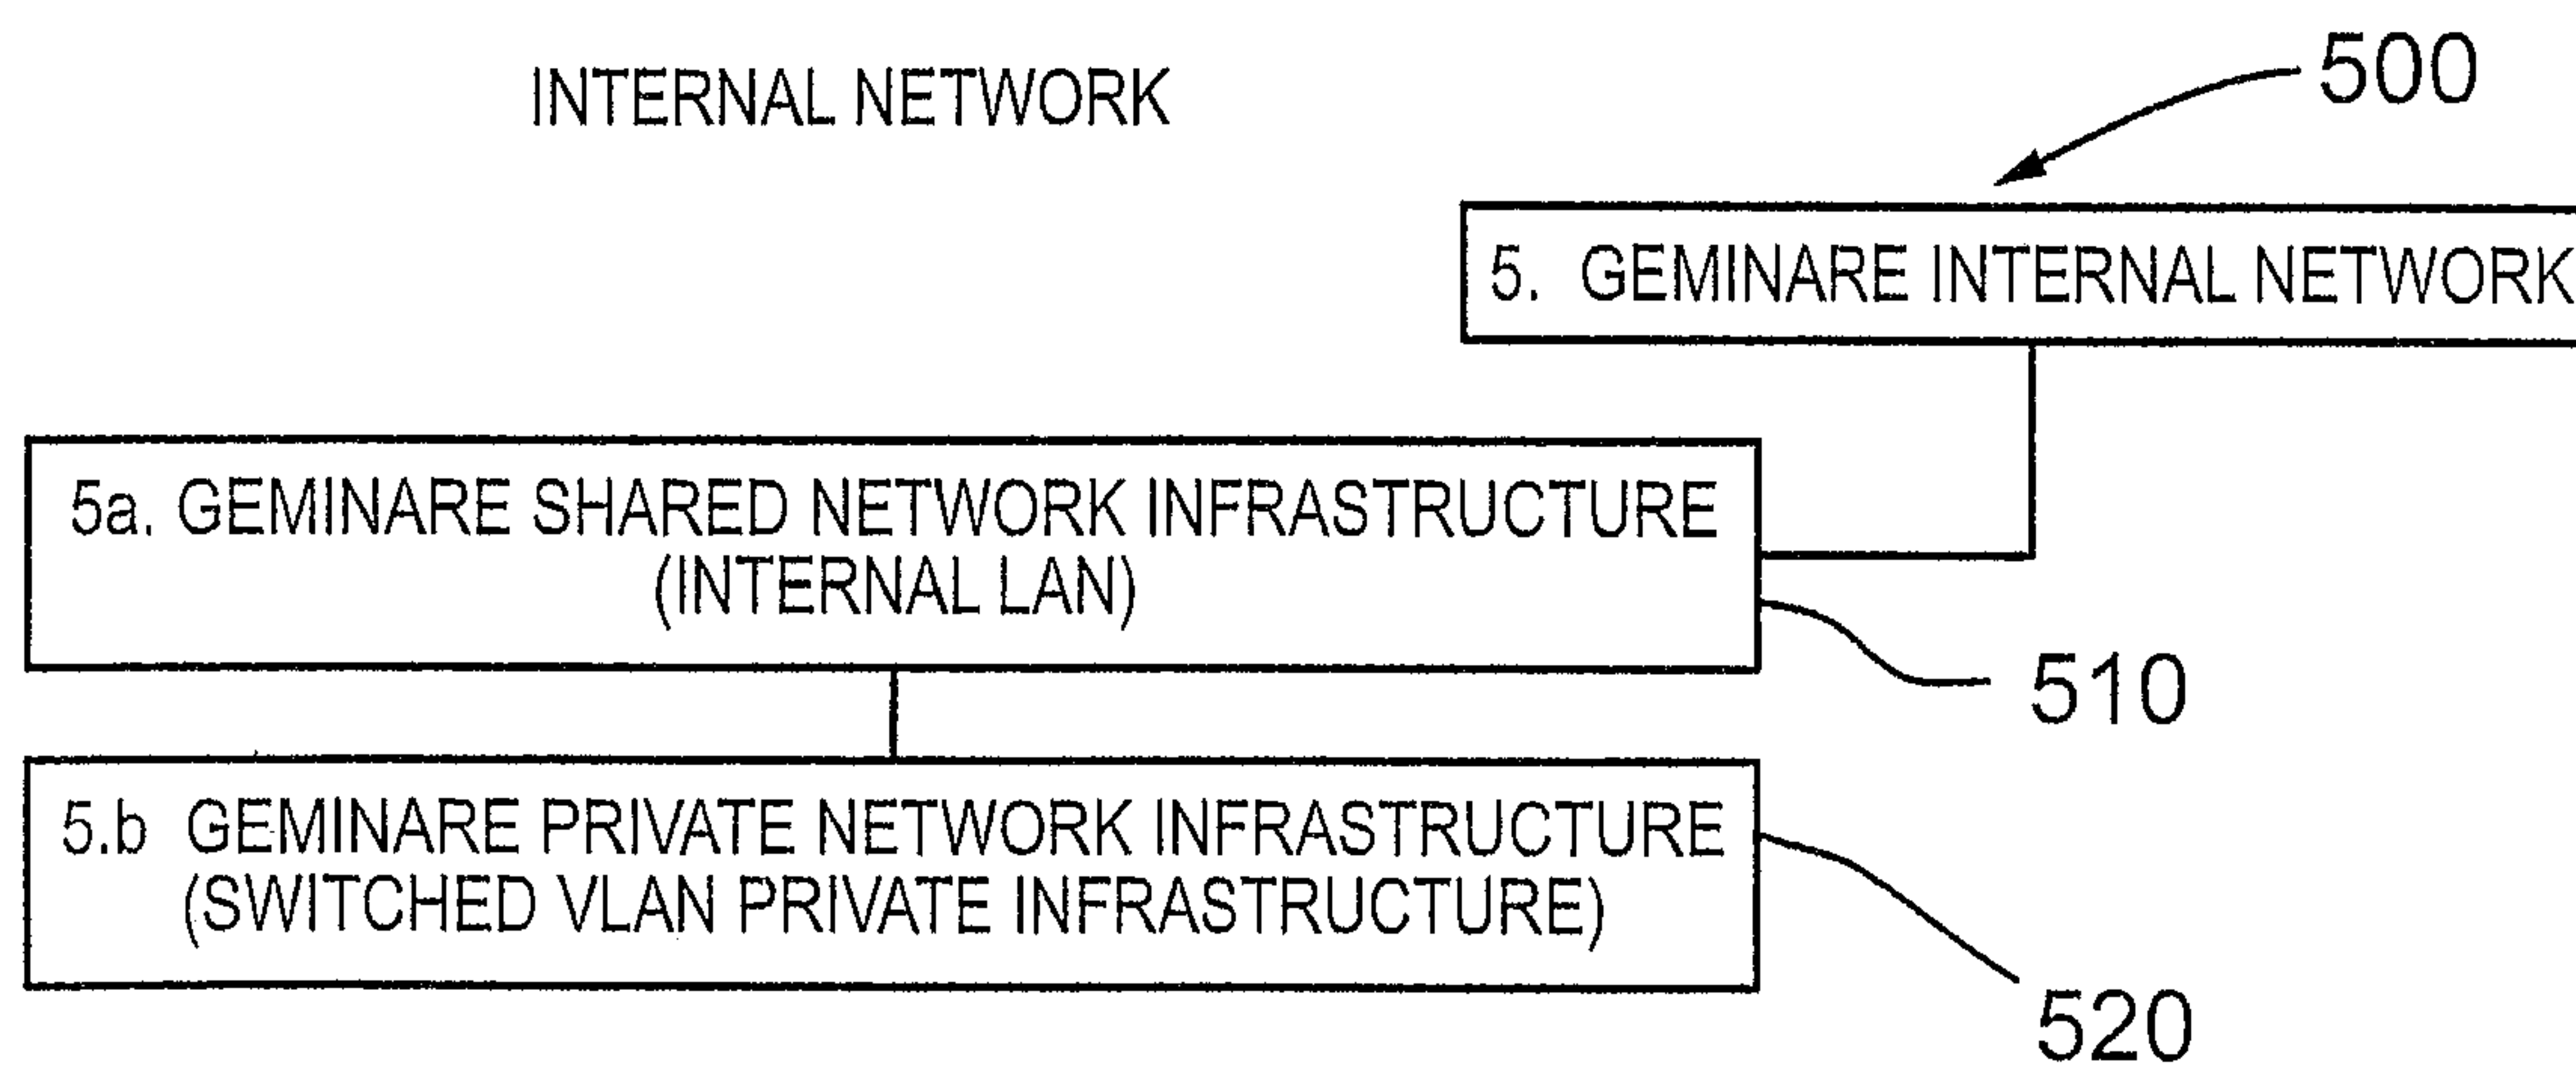 INTERNAL NETWORK
500
5. GEMINARE INTERNAL NETWORK
5a. GEMINARE SHARED NETWORK INFRASTRUCTURE
(INTERNAL LAN)
510
5.b GEMINARE PRIVATE NETWORK INFRASTRUCTURE
(SWITCHED VLAN PRIVATE INFRASTRUCTURE)
520